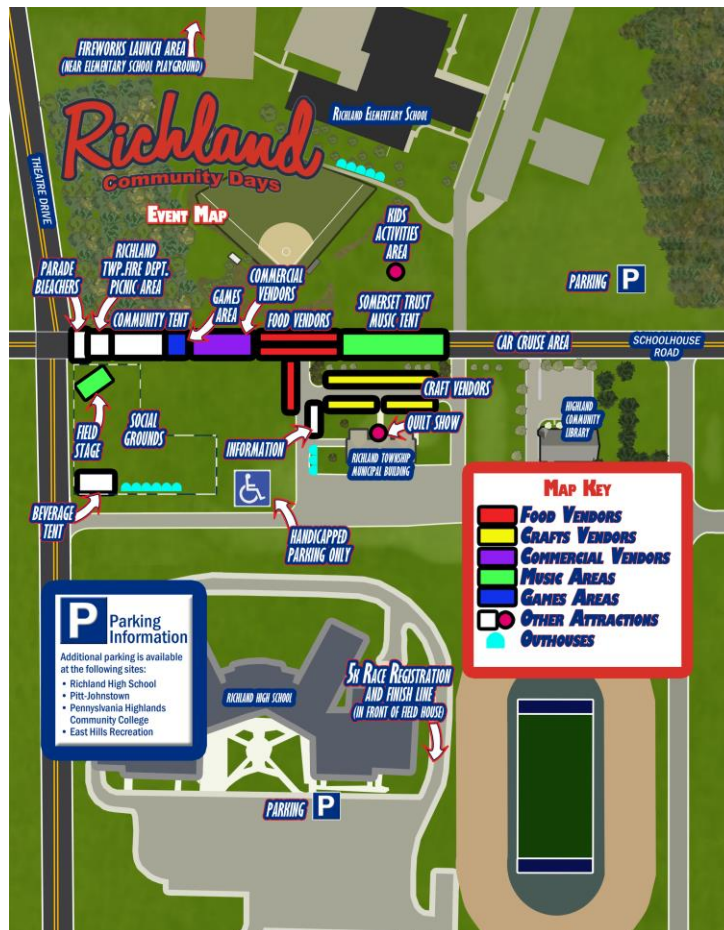 FIREWORKS LAUNCH AREA
(NEAR ELEMENTARY SCHOOL PLAYGROUND)
RICHLAND ELEMENTARY SCHOOL
Richland
Community Days
EVENT MAP
THEATRE DRIVE
KIDS
ACTIVITIES
AREA
PARKING P
PARADE
BLEACHERS
RICHLAND
TWP. FIRE DEPT.
PICNIC AREA
COMMUNITY TENT
GAMES
AREA
COMMERCIAL
VENDORS
FOOD VENDORS
SOMERSET TRUST
MUSIC TENT
CAR CRUISE AREA
SCHOOLHOUSE
ROAD
FIELD
STAGE
SOCIAL
GROUNDS
INFORMATION
CRAFT VENDORS
QUILT SHOW
RICHLAND TOWNSHIP
MUNICIPAL BUILDING
HIGHLAND
COMMUNITY
LIBRARY
BEVERAGE
TENT
HANDICAPPED
PARKING ONLY
MAP KEY
FOOD VENDORS
CRAFTS VENDORS
COMMERCIAL VENDORS
MUSIC AREAS
GAMES AREAS
OTHER ATTRACTIONS
OUTHOUSES
P Parking
Information
Additional parking is available
at the following sites:
• Richland High School
• Pitt-Johnstown
• Pennyslvania Highlands
Community College
• East Hills Recreation
RICHLAND HIGH SCHOOL
5K RACE REGISTRATION
AND FINISH LINE
(IN FRONT OF FIELD HOUSE)
PARKING P